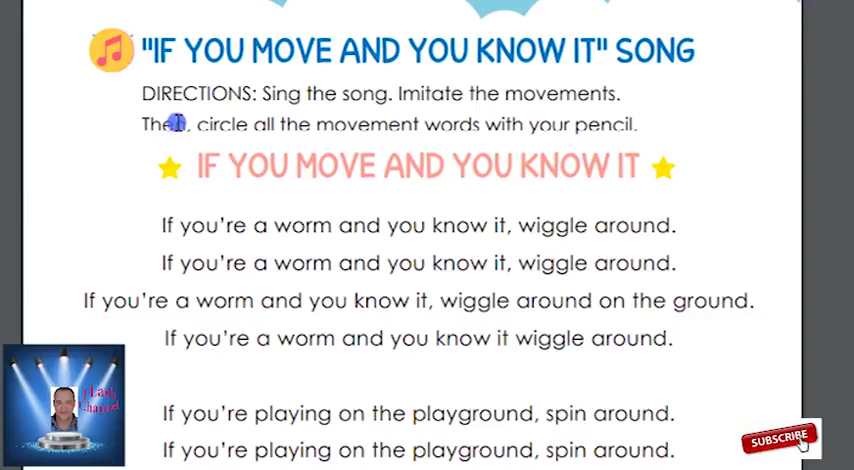 "IF YOU MOVE AND YOU KNOW IT" SONG
DIRECTIONS: Sing the song. Imitate the movements.
Then, circle all the movement words with your pencil.
IF YOU MOVE AND YOU KNOW IT
If you're a worm and you know it, wiggle around.
If you're a worm and you know it, wiggle around.
If you're a worm and you know it, wiggle around on the ground.
If you're a worm and you know it wiggle around.
If you're playing on the playground, spin around.
If you're playing on the playground, spin around.
SUBSCRIBE